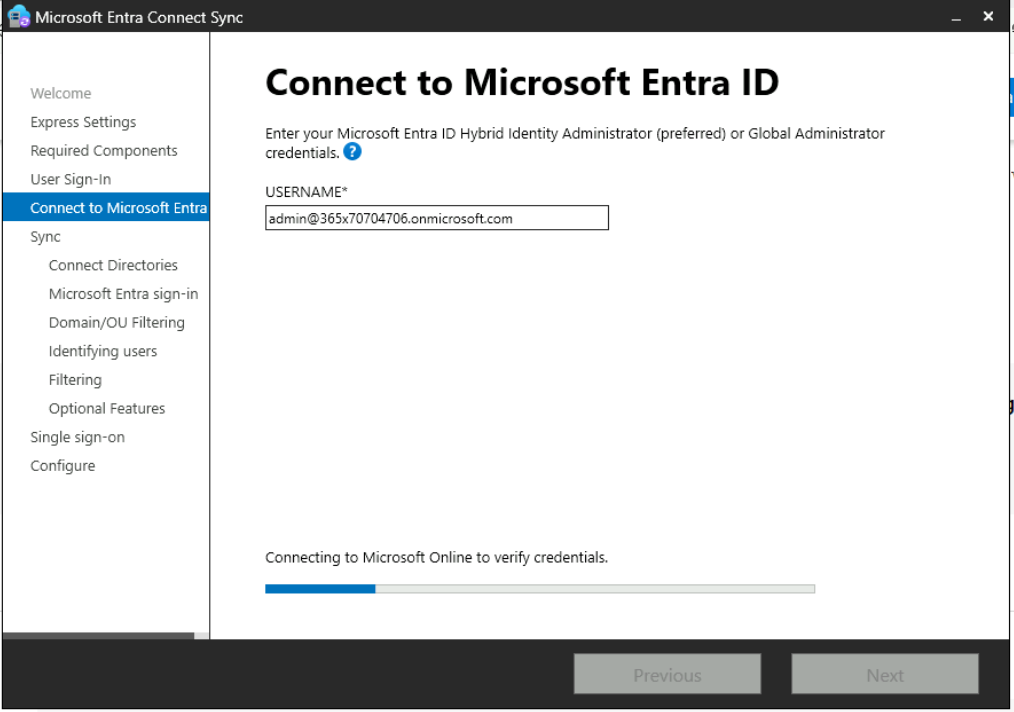 Microsoft Entra Connect Sync
Welcome
Express Settings
Required Components
User Sign-In
Connect to Microsoft Entra
Sync
Connect Directories
Microsoft Entra sign-in
Domain/OU Filtering
Identifying users
Filtering
Optional Features
Single sign-on
Configure
Connect to Microsoft Entra ID
Enter your Microsoft Entra ID Hybrid Identity Administrator (preferred) or Global Administrator
credentials. ?
USERNAME*
admin@365x70704706.onmicrosoft.com
Connecting to Microsoft Online to verify credentials.
Previous
Next